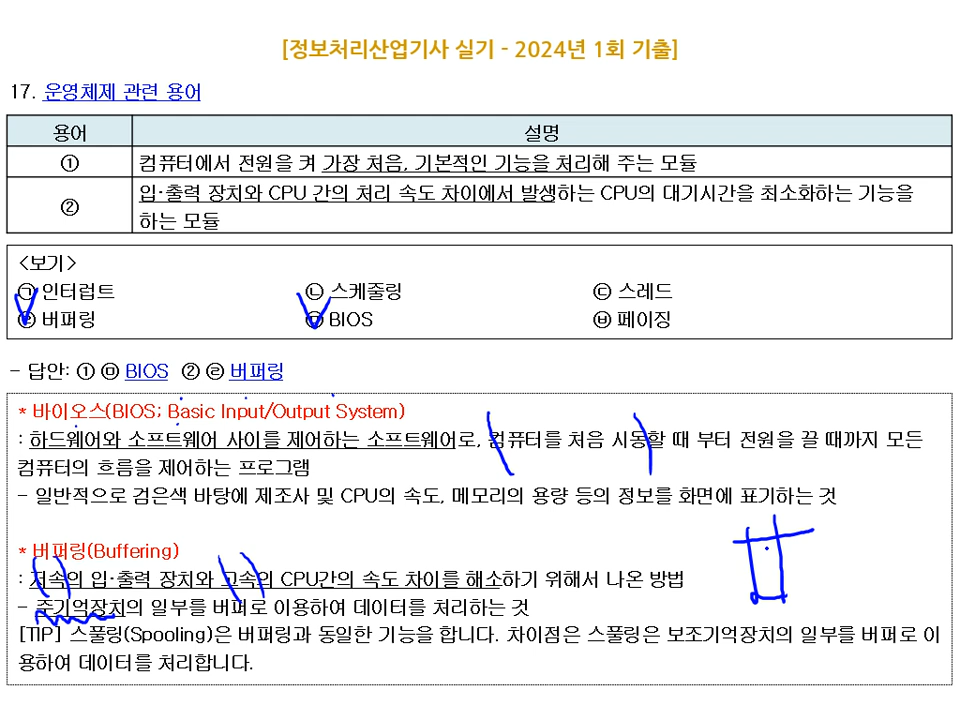 [정보처리산업기사 실기 - 2024년 1회 기출]
17. 운영체제 관련 용어
용어 설명
① 컴퓨터에서 전원을 켜 가장 처음, 기본적인 기능을 처리해 주는 모듈
② 입·출력 장치와 CPU 간의 처리 속도 차이에서 발생하는 CPU의 대기시간을 최소화하는 기능을
하는 모듈
<보기>
㉠ 인터럽트 ㉡ 스케줄링 ㉢ 스레드
㉣ 버퍼링 ㉤ BIOS ㉥ 페이징
- 답안: ① ㉤ BIOS ② ㉣ 버퍼링
* 바이오스(BIOS; Basic Input/Output System)
: 하드웨어와 소프트웨어 사이를 제어하는 소프트웨어로, 컴퓨터를 처음 시동할 때 부터 전원을 끌 때까지 모든
컴퓨터의 흐름을 제어하는 프로그램
- 일반적으로 검은색 바탕에 제조사 및 CPU의 속도, 메모리의 용량 등의 정보를 화면에 표기하는 것
* 버퍼링(Buffering)
: 저속의 입·출력 장치와 고속의 CPU간의 속도 차이를 해소하기 위해서 나온 방법
- 주기억장치의 일부를 버퍼로 이용하여 데이터를 처리하는 것
[TIP] 스풀링(Spooling)은 버퍼링과 동일한 기능을 합니다. 차이점은 스풀링은 보조기억장치의 일부를 버퍼로 이
용하여 데이터를 처리합니다.